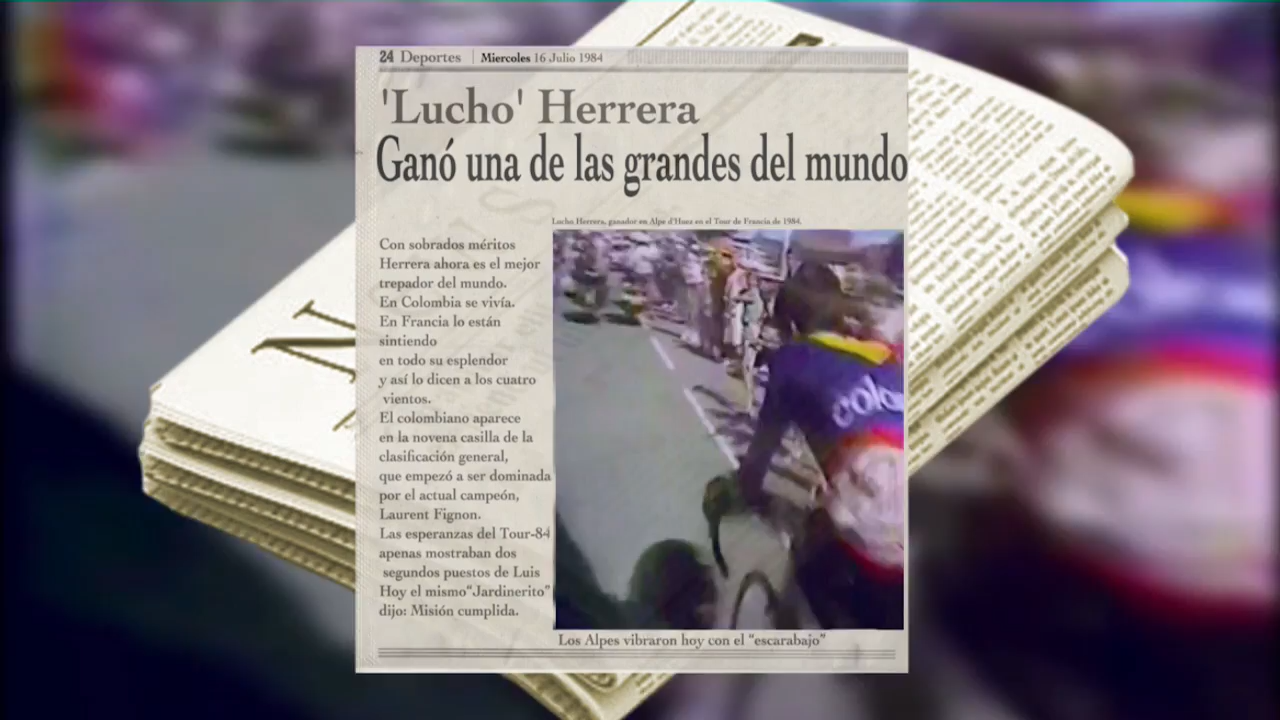 24 Deportes Miercoles 16 Julio 1984
'Lucho' Herrera
Ganó una de las grandes del mundo
Lucho Herrera, ganador en Alpe d'Huez en el Tour de Francia de 1984.
Con sobrados méritos
Herrera ahora es el mejor
trepador del mundo.
En Colombia se vivía.
En Francia lo están
sintiendo
en todo su esplendor
y así lo dicen a los cuatro
vientos.
El colombiano aparece
en la novena casilla de la
clasificación general,
que empezó a ser dominada
por el actual campeón,
Laurent Fignon.
Las esperanzas del Tour-84
apenas mostraban dos
segundos puestos de Luis
Hoy el mismo“Jardinerito”
dijo: Misión cumplida.
colo
Los Alpes vibraron hoy con el “escarabajo”
N